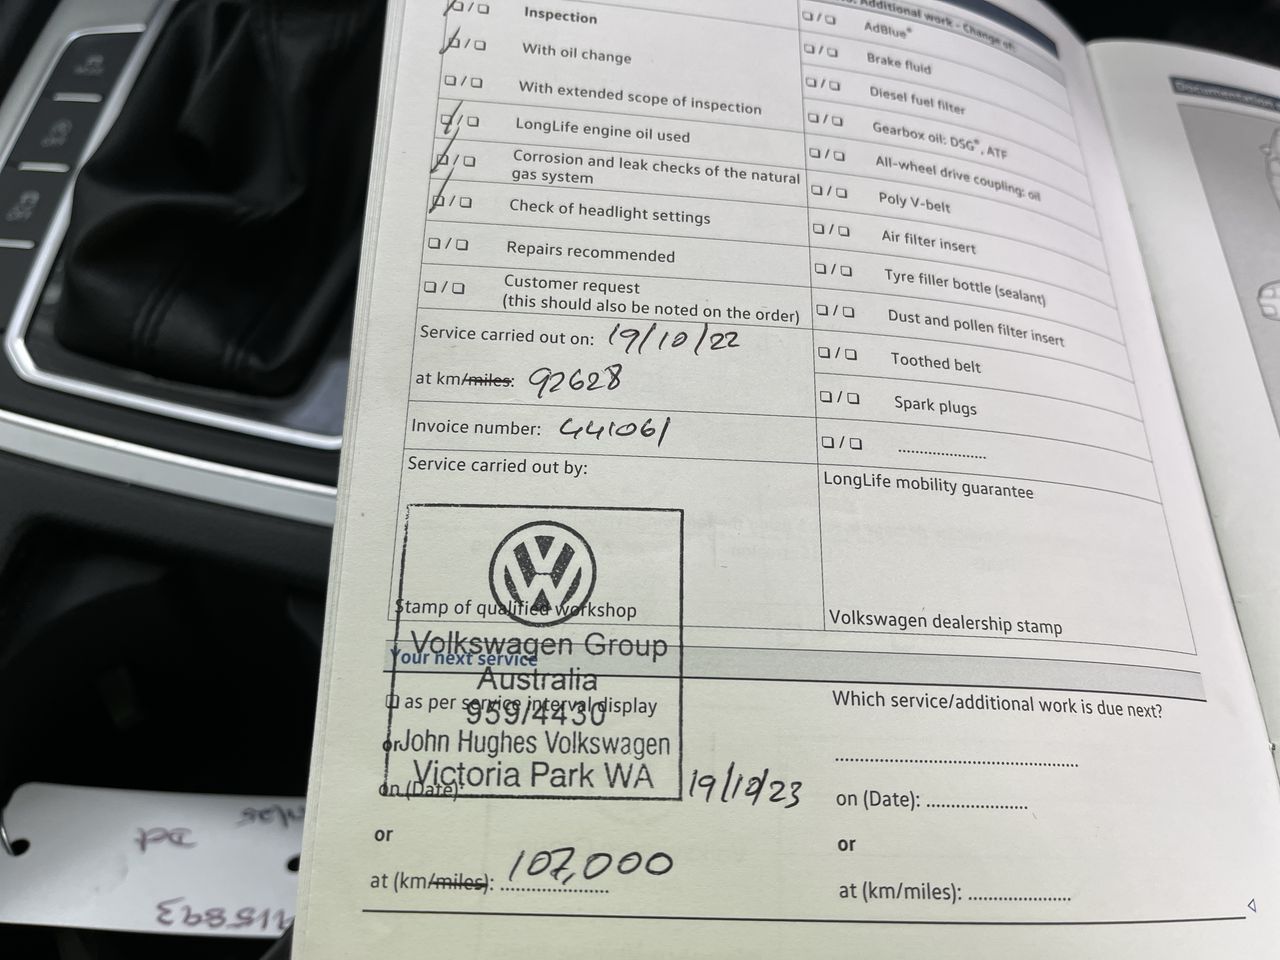 Inspection
With oil change
With extended scope of inspection
LongLife engine oil used
Corrosion and leak checks of the natural
gas system
Check of headlight settings
Repairs recommended
Customer request
(this should also be noted on the order)
Service carried out on: 19/10/22
at km/miles: 92628
Invoice number: 441061
Service carried out by:
Stamp of qualified workshop
Additional work - Change of:
AdBlue®
Brake fluid
Diesel fuel filter
Gearbox oil: DSG®, ATF
All-wheel drive coupling: oil
Poly V-belt
Air filter insert
Tyre filler bottle (sealant)
Dust and pollen filter insert
Toothed belt
Spark plugs
LongLife mobility guarantee
Volkswagen dealership stamp
Volkswagen Group
Australia
959/4430
John Hughes Volkswagen
Victoria Park WA
Your next service
as per service interval display
or
on (Date): 19/10/23
or
at (km/miles): 107,000
Which service/additional work is due next?
on (Date):
or
at (km/miles):
Documentation
OFF
OFF